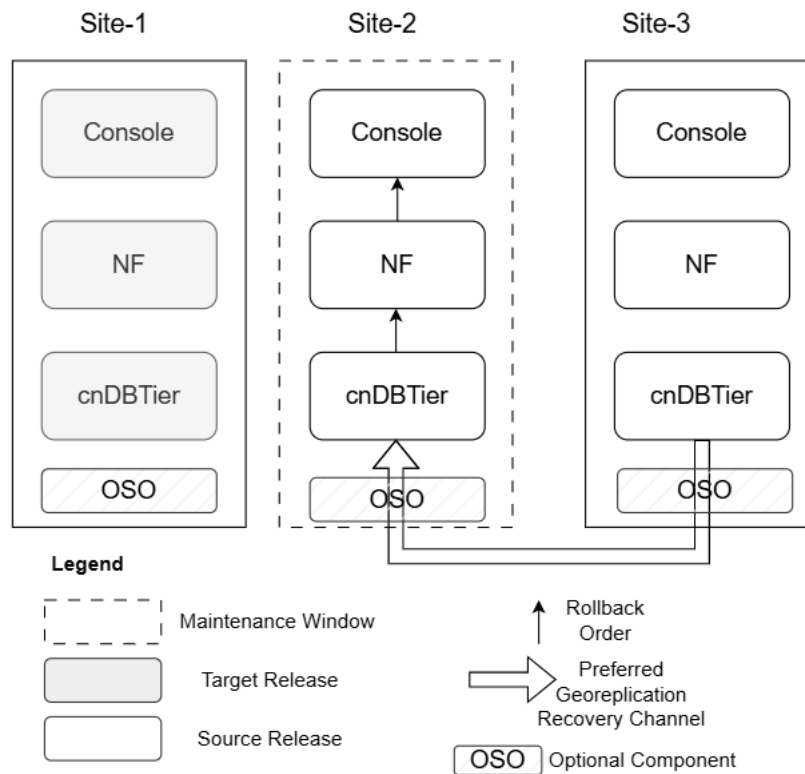 Site-1
Site-2
Site-3
Console
Console
Console
NF
NF
NF
cnDBTier
cnDBTier
cnDBTier
OSO
OSO
OSO
Legend
Maintenance Window
Rollback
Order
Target Release
Preferred
Georeplication
Recovery Channel
Source Release
OSO
Optional Component